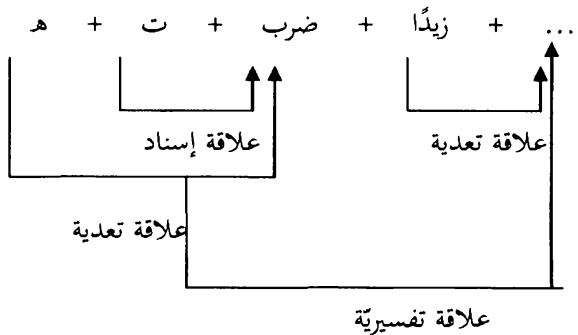 ... + زيدًا + ضرب + ت + ه
علاقة تعدية علاقة إسناد
علاقة تعدية
علاقة تفسيريّة